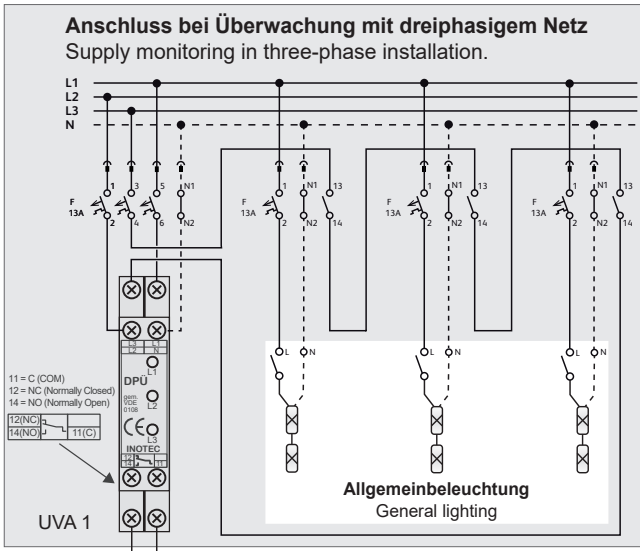 Anschluss bei Überwachung mit dreiphasigem Netz
Supply monitoring in three-phase installation.
L1
L2
L3
N
1 3 5 N1 1 N1 13 1 N1 13 1 N1 13
F F F F
13A 13A 13A 13A
2 4 6 N2 2 N2 14 2 N2 14 2 N2 14
L3 L1
L2 N
L1
DPÜ
gem.
VDE
0108
L2
CE
L3
INOTEC
12
14 11
11 = C (COM)
12 = NC (Normally Closed)
14 = NO (Normally Open)
12(NC)
14(NO) 11(C)
UVA 1
L N L N L N
Allgemeinbeleuchtung
General lighting